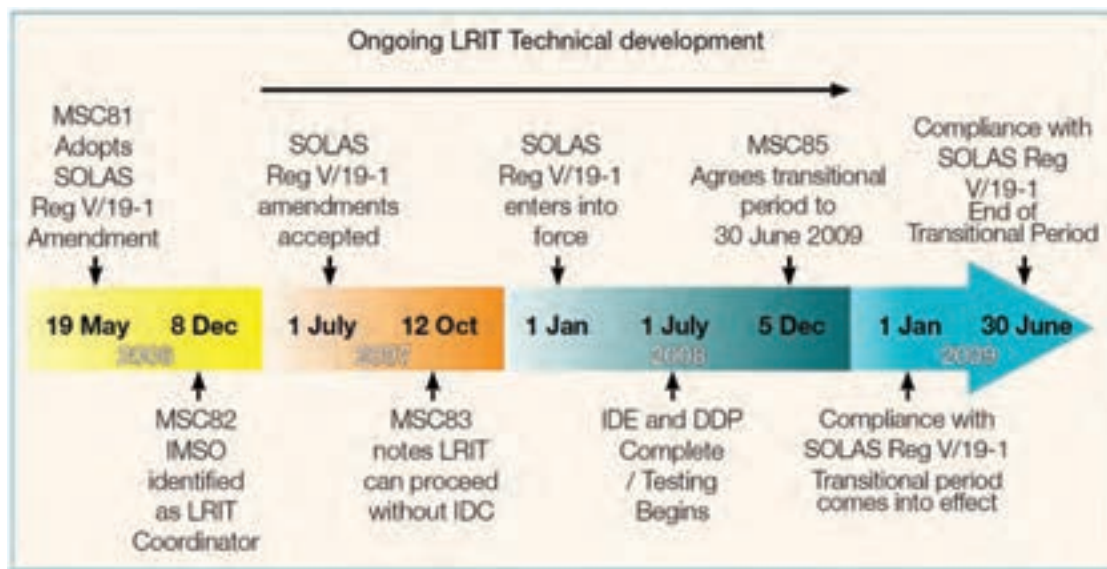 Ongoing LRIT Technical development
MSC81
Adopts
SOLAS
Reg V/19-1
Amendment
SOLAS
Reg V/19-1
amendments
accepted
SOLAS
Reg V/19-1
enters into
force
MSC85
Agrees transitional
period to
30 June 2009
Compliance with
SOLAS Reg
V/19-1
End of
Transitional Period
19 May 8 Dec 1 July 12 Oct 1 Jan 1 July 5 Dec 1 Jan 30 June
2006 2007 2008 2009
MSC82
IMSO
identified
as LRIT
Coordinator
MSC83
notes LRIT
can proceed
without IDC
IDE and DDP
Complete
/ Testing
Begins
Compliance with
SOLAS Reg V/19-1
Transitional period
comes into effect